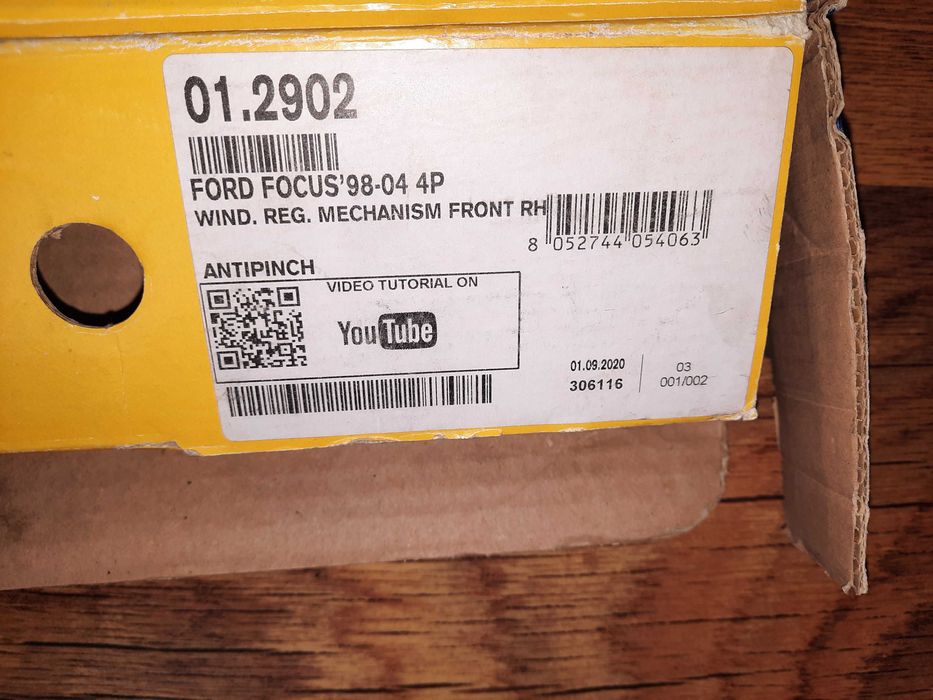 01.2902
FORD FOCUS'98-04 4P
WIND. REG. MECHANISM FRONT RH
8 052744 054063
ANTIPINCH
VIDEO TUTORIAL ON
YouTube
01.09.2020
306116
03
001/002